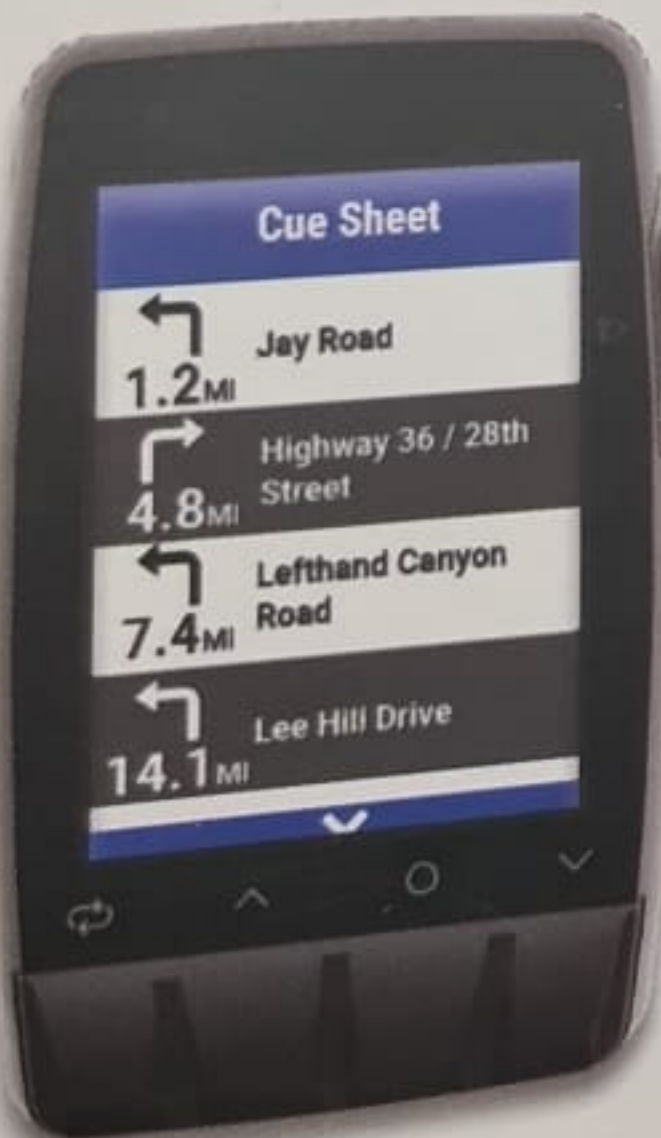 Cue Sheet
Jay Road
1.2MI
Highway 36 / 28th
Street
4.8MI
Lefthand Canyon
Road
7.4MI
Lee Hill Drive
14.1MI